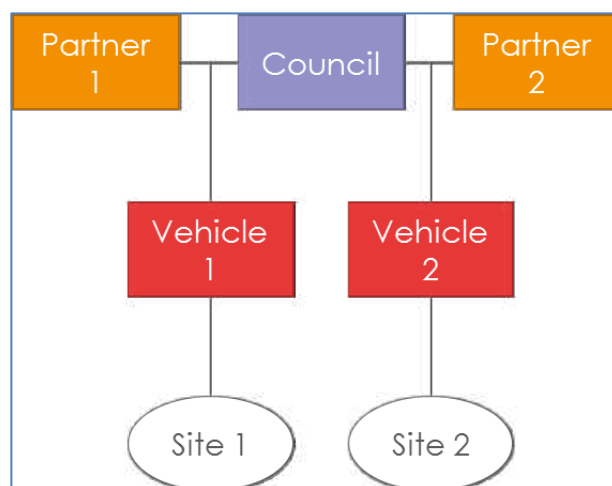 Partner
1
Council
Partner
2
Vehicle
1
Vehicle
2
Site 1
Site 2